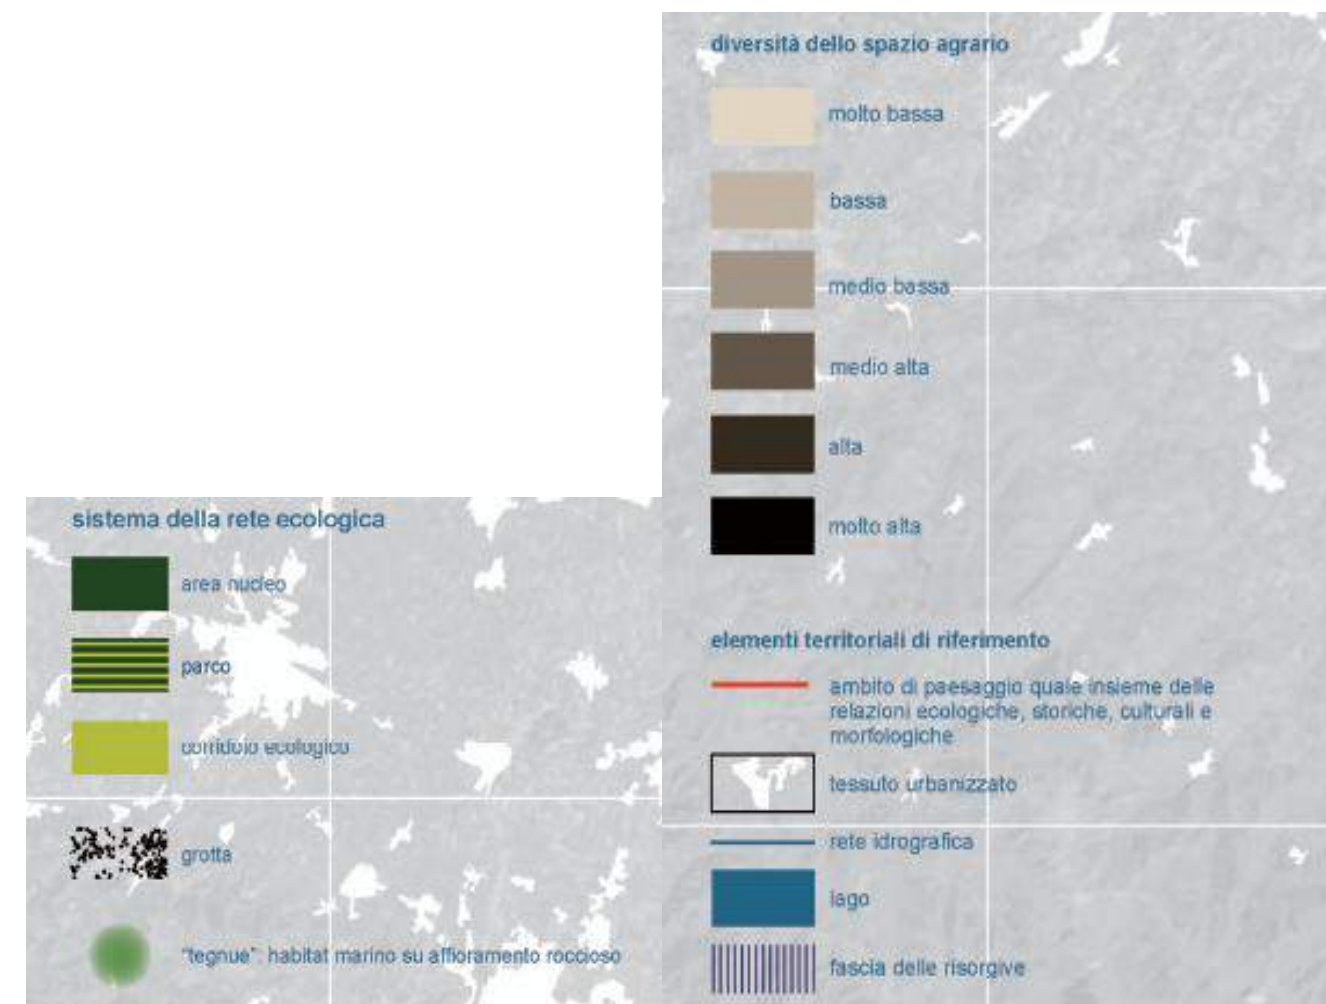 sistema della rete ecologica
area nucleo
parco
corridoio ecologico
grotta
"tegnue": habitat marino su affioramento roccioso
diversità dello spazio agrario
molto bassa
bassa
medio bassa
medio alta
alta
molto alta
elementi territoriali di riferimento
ambito di paesaggio quale insieme delle
relazioni ecologiche, storiche, culturali e
morfologiche
tessuto urbanizzato
rete idrografica
lago
fascia delle risorgive